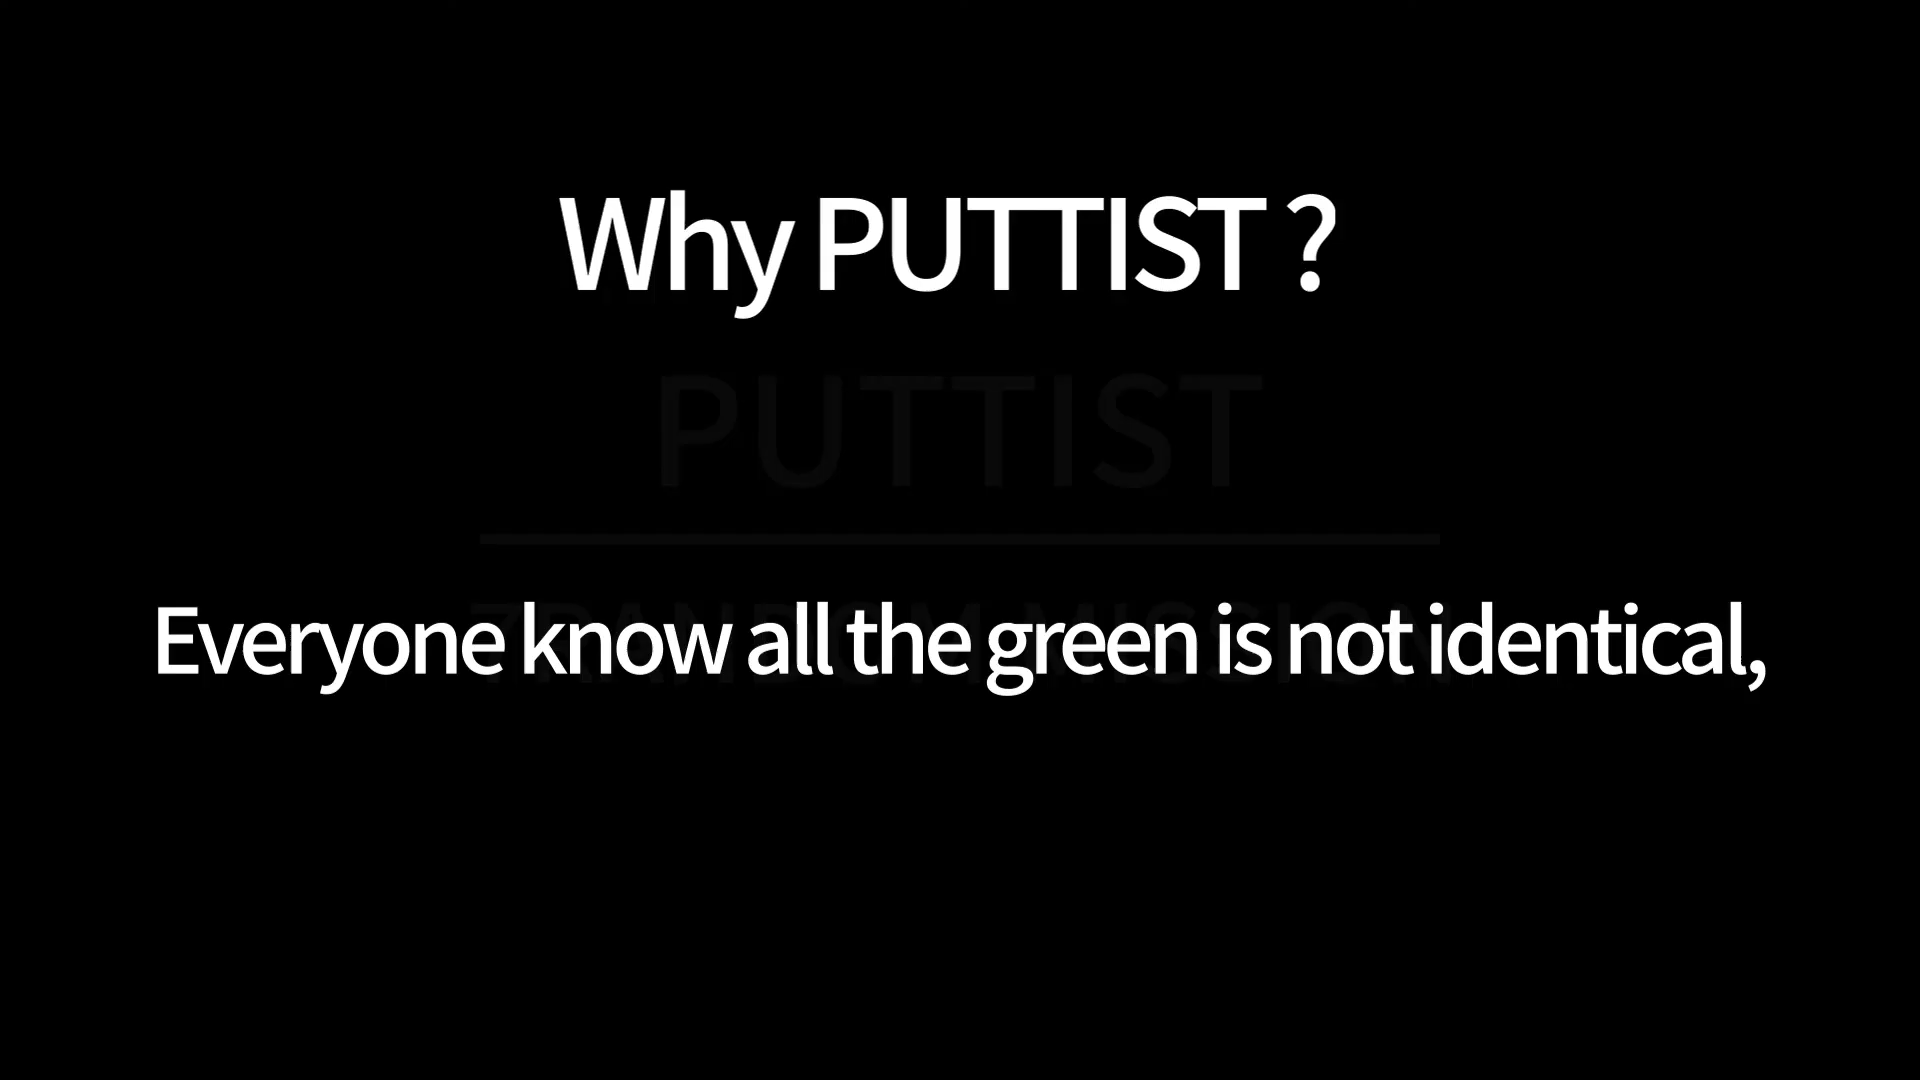 Why PUTTIST ?
PUTTIST
Everyone know all the green is not identical,